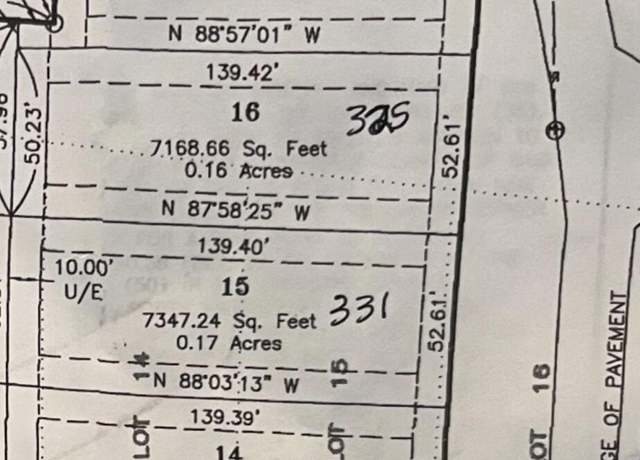 N 88°57'01" W
139.42'
16
325
7168.66 Sq. Feet
0.16 Acres
50.23'
52.61'
N 87°58'25" W
139.40'
10.00'
U/E
15
331
7347.24 Sq. Feet
0.17 Acres
52.61'
N 88°03'13" W
139.39'
14
LOT 14
LOT 15
OT 16
GE OF PAVEMENT